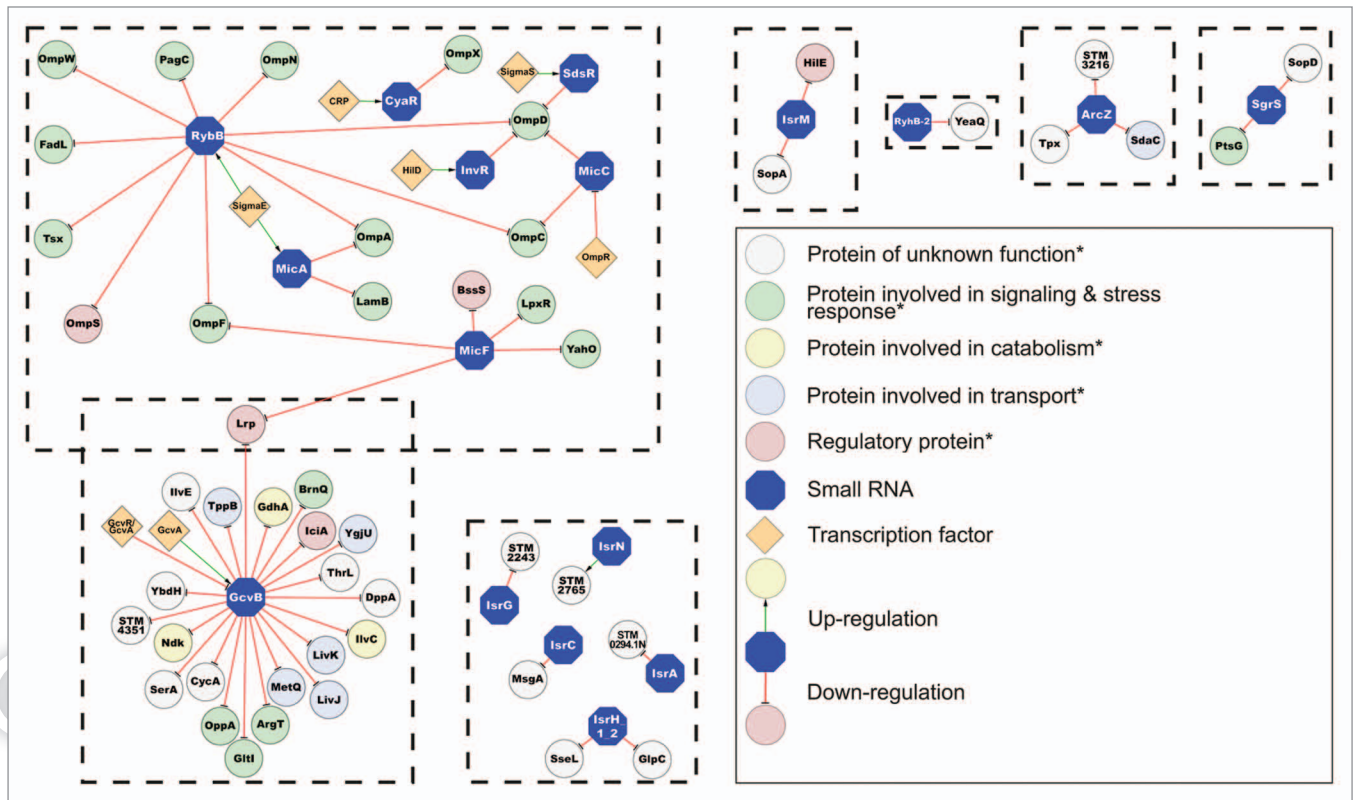 OmpW
PagC
OmpN
OmpX
SigmaS
SdsR
CRP
CyaR
OmpD
RybB
FadL
HilD
InvR
MicC
SigmaE
Tsx
OmpA
OmpC
MicA
OmpR
LamB
BssS
LpxR
OmpS
OmpF
MicF
YahO
Lrp
IlvE
TppB
GdhA
BrnQ
GcvR/
GcvA
GcvA
IciA
YgjU
ThrL
YbdH
GcvB
DppA
STM
4351
Ndk
IlvC
LivK
SerA
CycA
MetQ
LivJ
OppA
ArgT
GltI
STM
2243
IsrN
STM
2765
IsrG
IsrC
STM
0294.1N
MsgA
IsrA
IsrH
1_2
SseL
GlpC
HilE
IsrM
SopA
RyhB-2
YeaQ
STM
3216
ArcZ
Tpx
SdaC
SopD
SgrS
PtsG
Protein of unknown function*
Protein involved in signaling & stress
response*
Protein involved in catabolism*
Protein involved in transport*
Regulatory protein*
Small RNA
Transcription factor
Up-regulation
Down-regulation